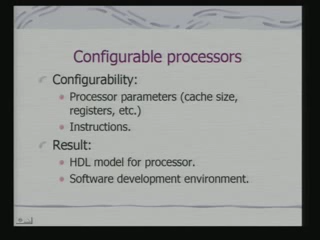 Configurable processors
Configurability:
Processor parameters (cache size,
registers, etc.)
Instructions.
Result:
HDL model for processor.
Software development environment.